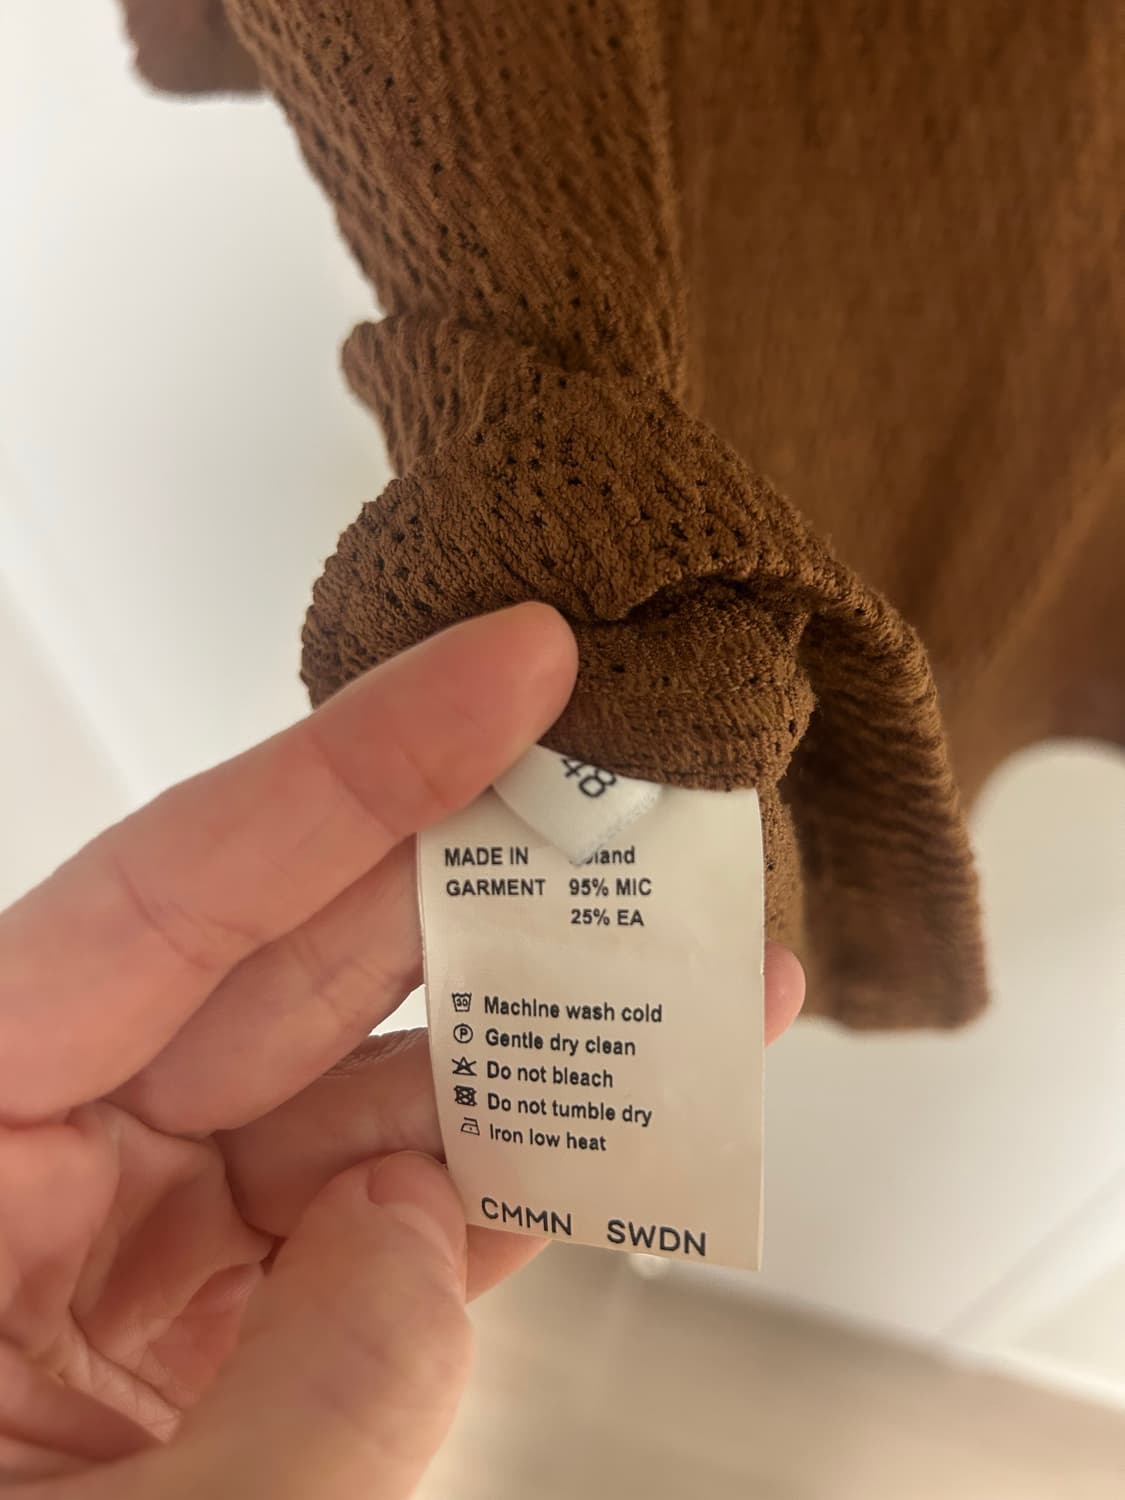 48
MADE IN
GARMENT 95% MIC
25% EA
30 Machine wash cold
P Gentle dry clean
Do not bleach
Do not tumble dry
Iron low heat
CMMN SWDN